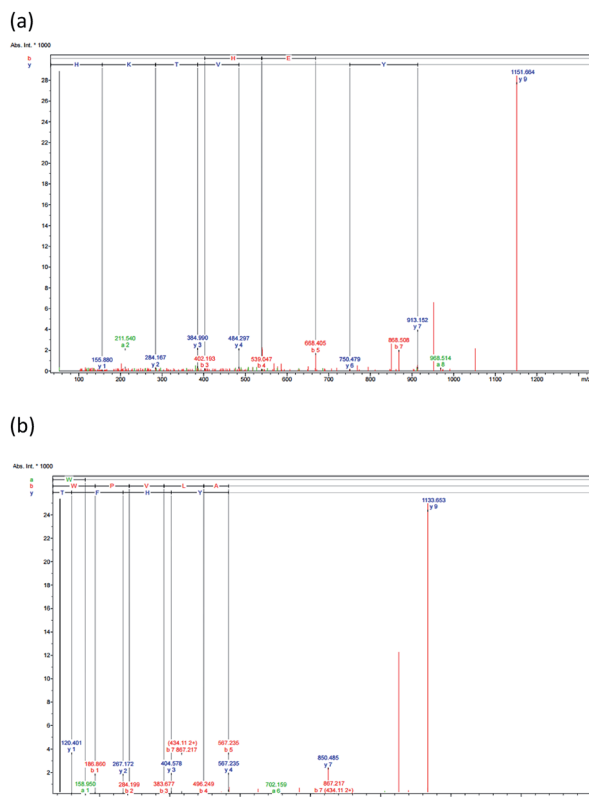 (a)
Abs. Int. * 1000
b H E
y H K T V Y
1151.664
y 9
28
26
24
22
20
18
16
14
12
10
8
6
4
2
211.540
a 2
155.880
y 1
284.167
y 2
384.990
y 3
402.193
b 3
484.297
y 4
539.047
b 4
668.405
b 5
750.479
y 6
913.152
y 7
868.508
b 7
968.514
a 8
100 200 300 400 500 600 700 800 900 1000 1100 1200
(b)
Abs. Int. * 1000
a W
b W P V L A
y T F H Y
1133.653
y 9
24
22
20
18
16
14
12
10
8
6
4
2
120.401
y 1
158.950
a 1
186.860
b 1
267.172
y 2
284.199
b 2
(434.11 2+)
b 7 867.217
404.578
y 3
383.677
b 3
496.249
b 4
567.235
b 5
567.235
y 4
702.159
a 6
850.485
y 7
867.217
b 7 (434.11 2+)